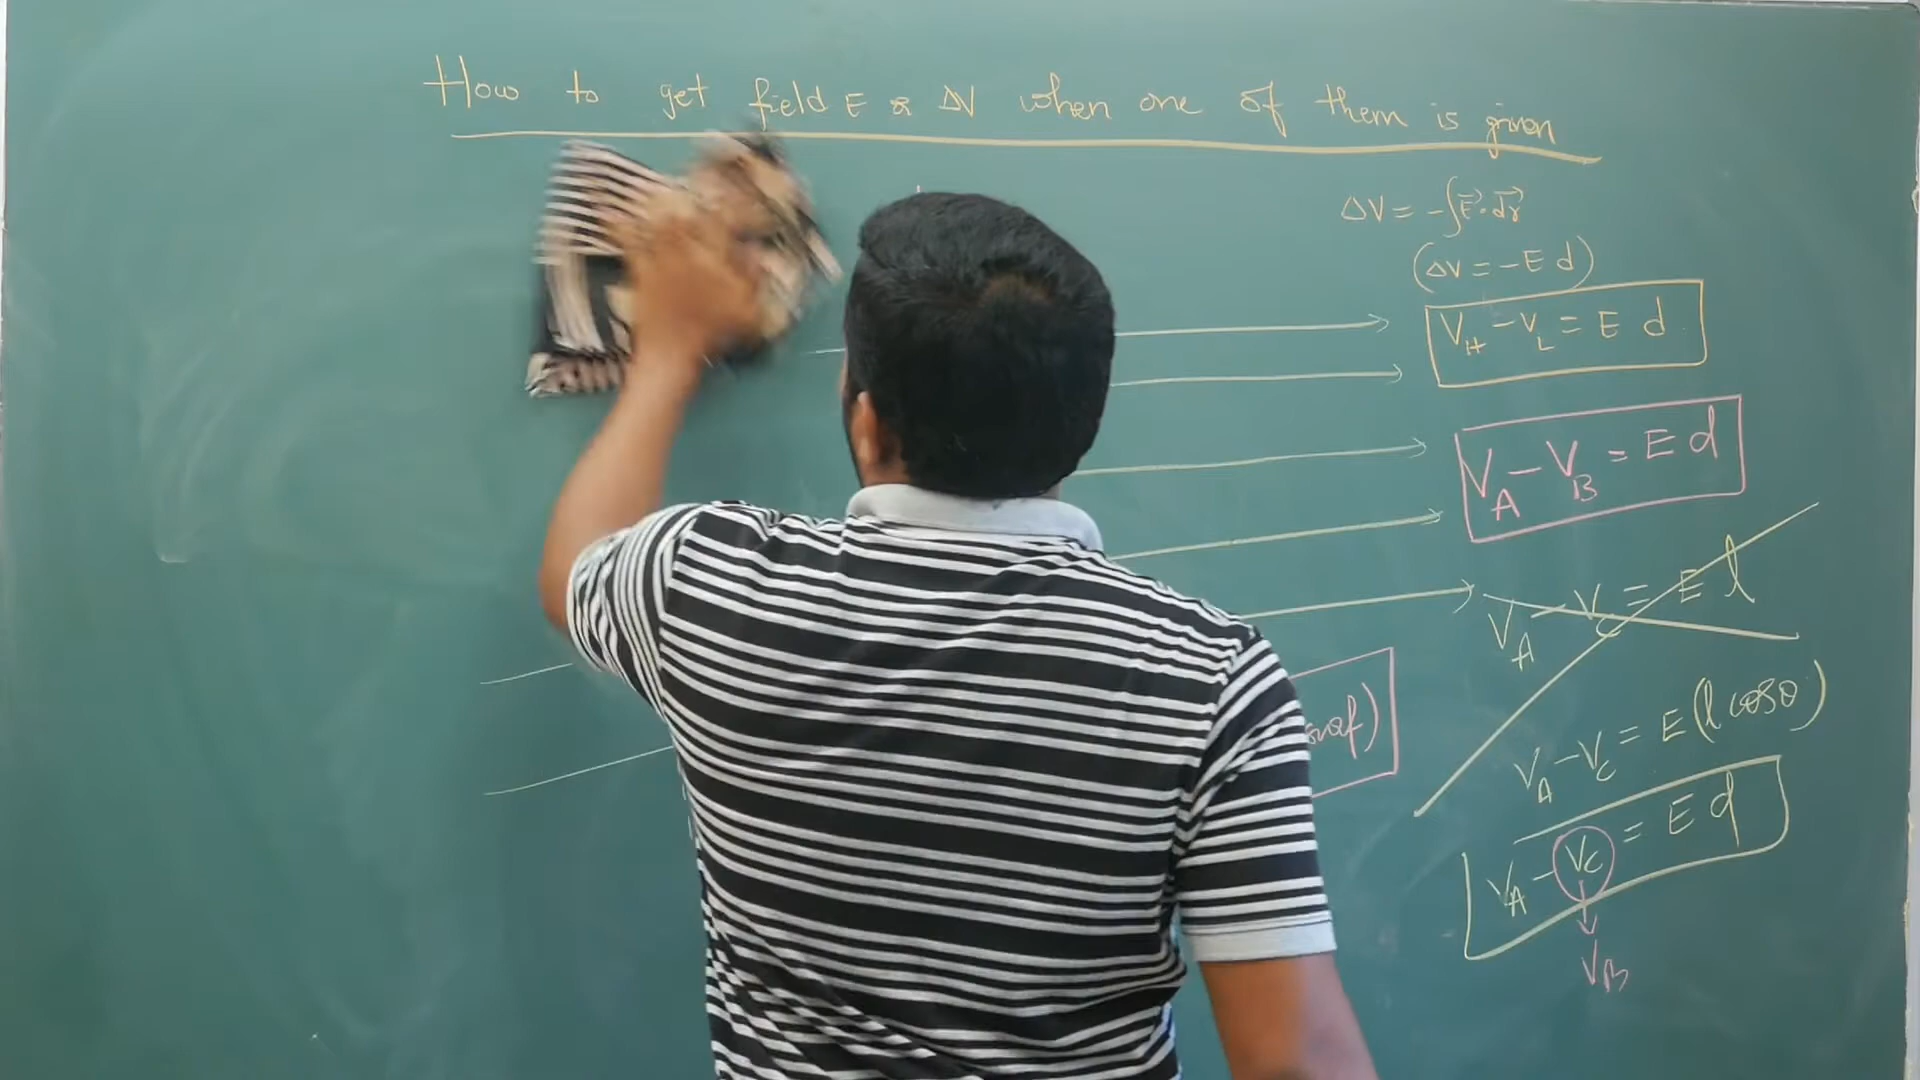 How to get field E & ΔV when one of them is given
ΔV = -∫E⃗·dr⃗
(ΔV = -E d)
V_H - V_L = E d
V_A - V_B = E d
V_A - V_C = E l
V_A - V_C = E (l cosθ)
V_A - V_C = E d
V_B